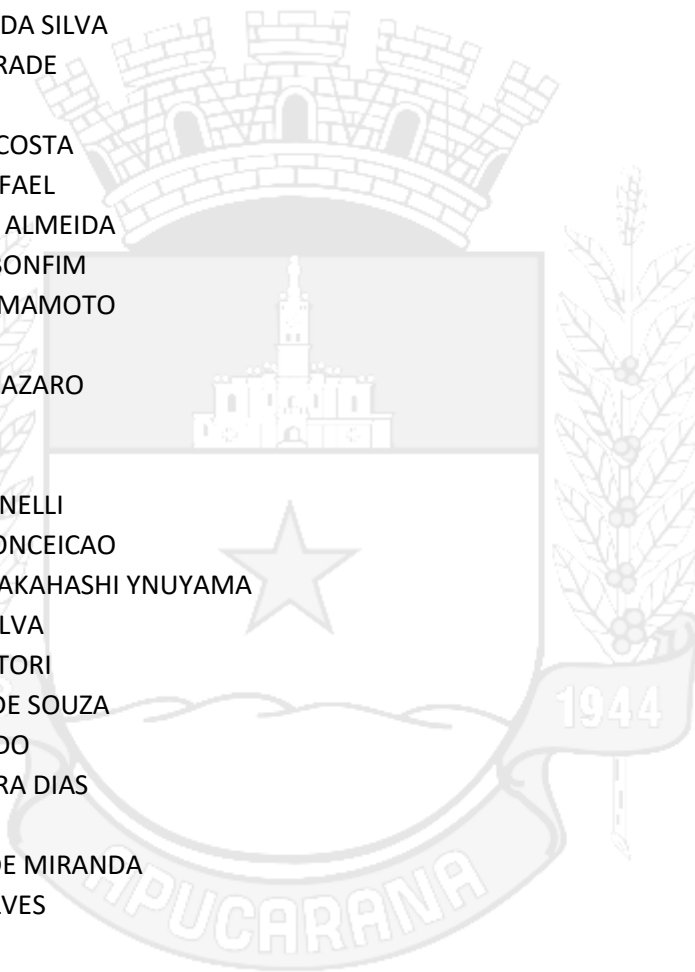 DA SILVA
RADE
COSTA
FAEL
ALMEIDA
BONFIM
MAMOTO
AZARO
NELLI
ONCEICAO
AKAHASHI YNUYAMA
LVA
TORI
DE SOUZA
DO
RA DIAS
DE MIRANDA
VES
1944
APUCARANA